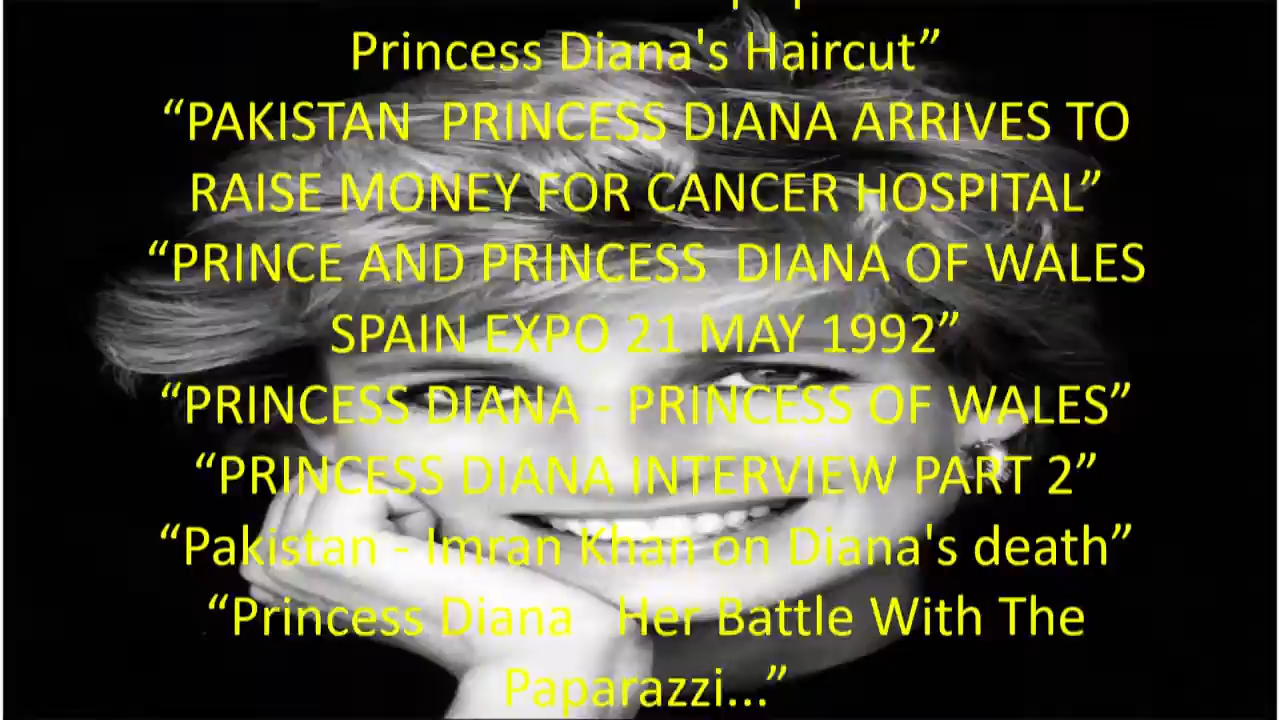 Princess Diana's Haircut”
“PAKISTAN  PRINCESS DIANA ARRIVES TO
RAISE MONEY FOR CANCER HOSPITAL”
“PRINCE AND PRINCESS  DIANA OF WALES
SPAIN EXPO 21 MAY 1992”
“PRINCESS DIANA - PRINCESS OF WALES”
“PRINCESS DIANA INTERVIEW PART 2”
“Pakistan - Imran Khan on Diana's death”
“Princess Diana   Her Battle With The
Paparazzi...”